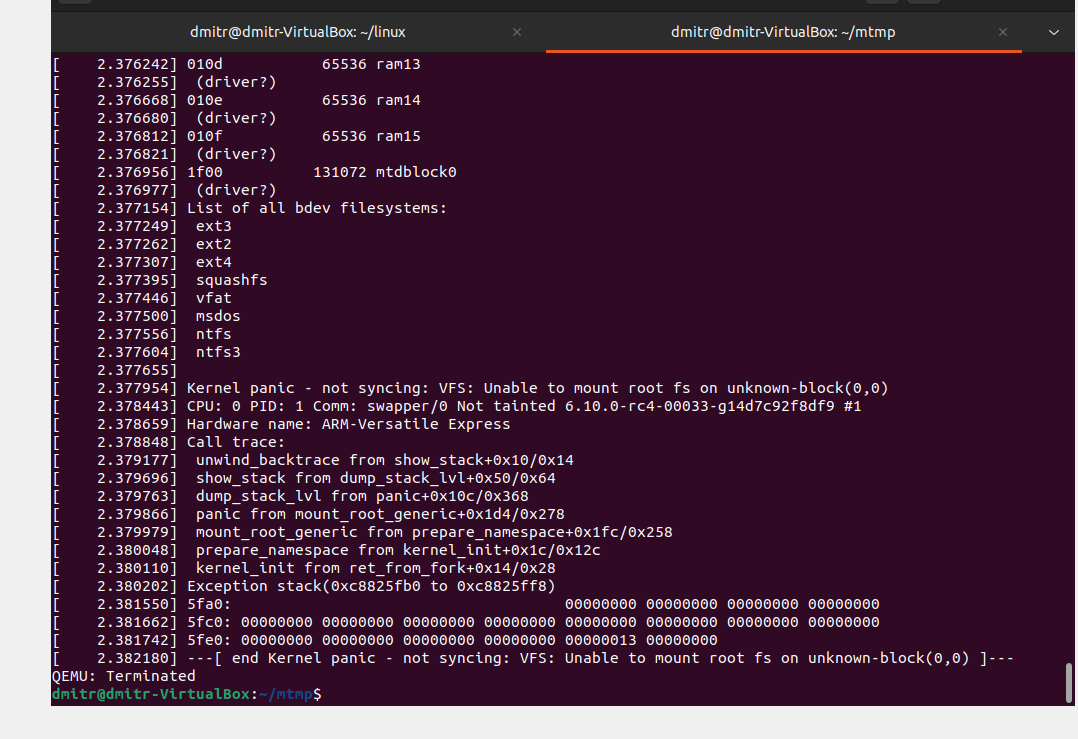 dmitr@dmitr-VirtualBox: ~/linux
dmitr@dmitr-VirtualBox: ~/mtmp
[    2.376242] 010d           65536 ram13
[    2.376255]  (driver?)
[    2.376668] 010e           65536 ram14
[    2.376680]  (driver?)
[    2.376812] 010f           65536 ram15
[    2.376821]  (driver?)
[    2.376956] 1f00          131072 mtdblock0
[    2.376977]  (driver?)
[    2.377154] List of all bdev filesystems:
[    2.377249]  ext3
[    2.377262]  ext2
[    2.377307]  ext4
[    2.377395]  squashfs
[    2.377446]  vfat
[    2.377500]  msdos
[    2.377556]  ntfs
[    2.377604]  ntfs3
[    2.377655]
[    2.377954] Kernel panic - not syncing: VFS: Unable to mount root fs on unknown-block(0,0)
[    2.378443] CPU: 0 PID: 1 Comm: swapper/0 Not tainted 6.10.0-rc4-00033-g14d7c92f8df9 #1
[    2.378659] Hardware name: ARM-Versatile Express
[    2.378848] Call trace:
[    2.379177]  unwind_backtrace from show_stack+0x10/0x14
[    2.379696]  show_stack from dump_stack_lvl+0x50/0x64
[    2.379763]  dump_stack_lvl from panic+0x10c/0x368
[    2.379866]  panic from mount_root_generic+0x1d4/0x278
[    2.379979]  mount_root_generic from prepare_namespace+0x1fc/0x258
[    2.380048]  prepare_namespace from kernel_init+0x1c/0x12c
[    2.380110]  kernel_init from ret_from_fork+0x14/0x28
[    2.380202] Exception stack(0xc8825fb0 to 0xc8825ff8)
[    2.381550] 5fa0:                                     00000000 00000000 00000000 00000000
[    2.381662] 5fc0: 00000000 00000000 00000000 00000000 00000000 00000000 00000000 00000000
[    2.381742] 5fe0: 00000000 00000000 00000000 00000000 00000013 00000000
[    2.382180] ---[ end Kernel panic - not syncing: VFS: Unable to mount root fs on unknown-block(0,0) ]---
QEMU: Terminated
dmitr@dmitr-VirtualBox:~/mtmp$